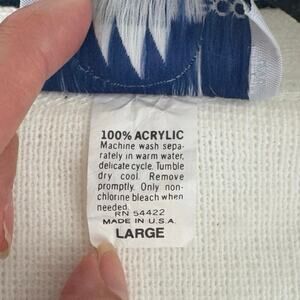 100% ACRYLIC
Machine wash sepa-
rately in warm water,
delicate cycle. Tumble
dry cool. Remove
promptly. Only non-
chlorine bleach when
needed.
RN 54422
MADE IN U.S.A.
LARGE